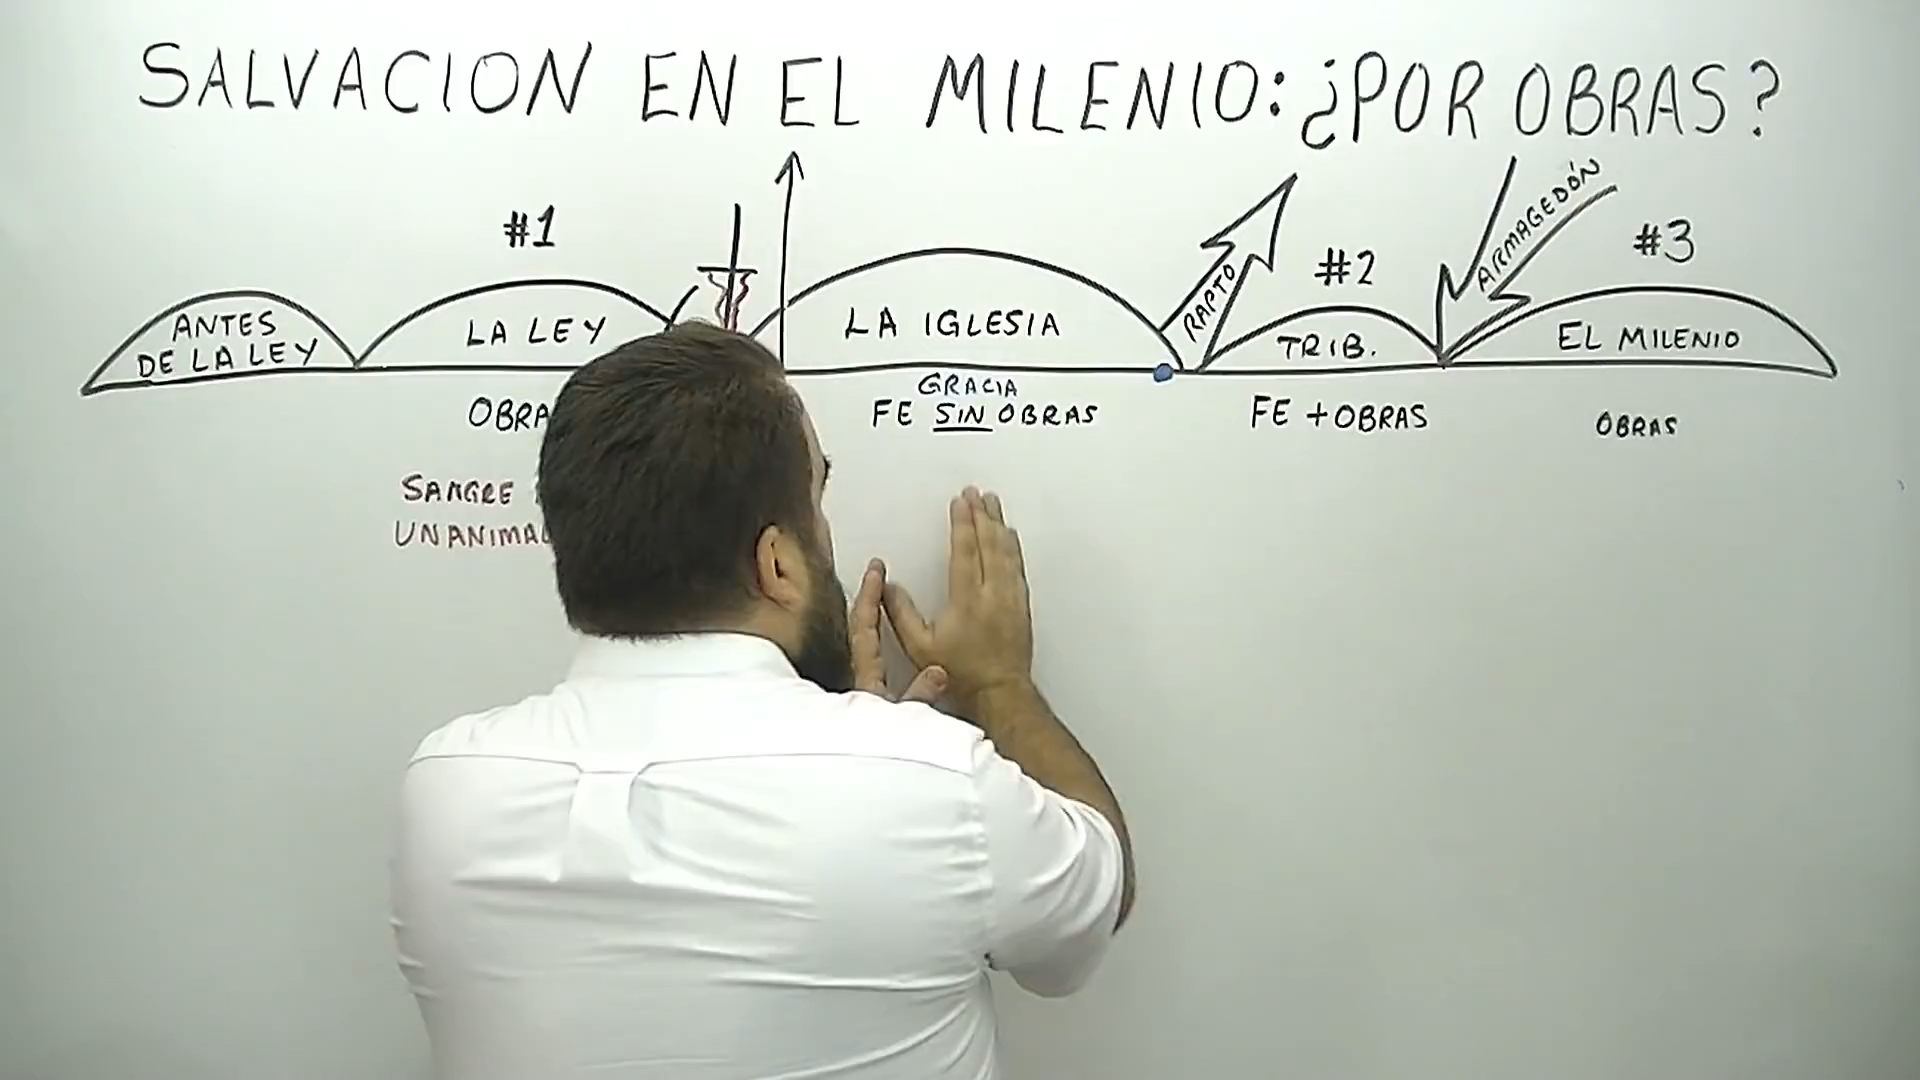 SALVACION EN EL MILENIO: ¿POR OBRAS?
#1
#2
#3
RAPTO
ARMAGEDÓN
ANTES
DE LA LEY
LA LEY
LA IGLESIA
TRIB.
EL MILENIO
GRACIA
FE SIN OBRAS
FE + OBRAS
OBRAS
SANGRE
UN